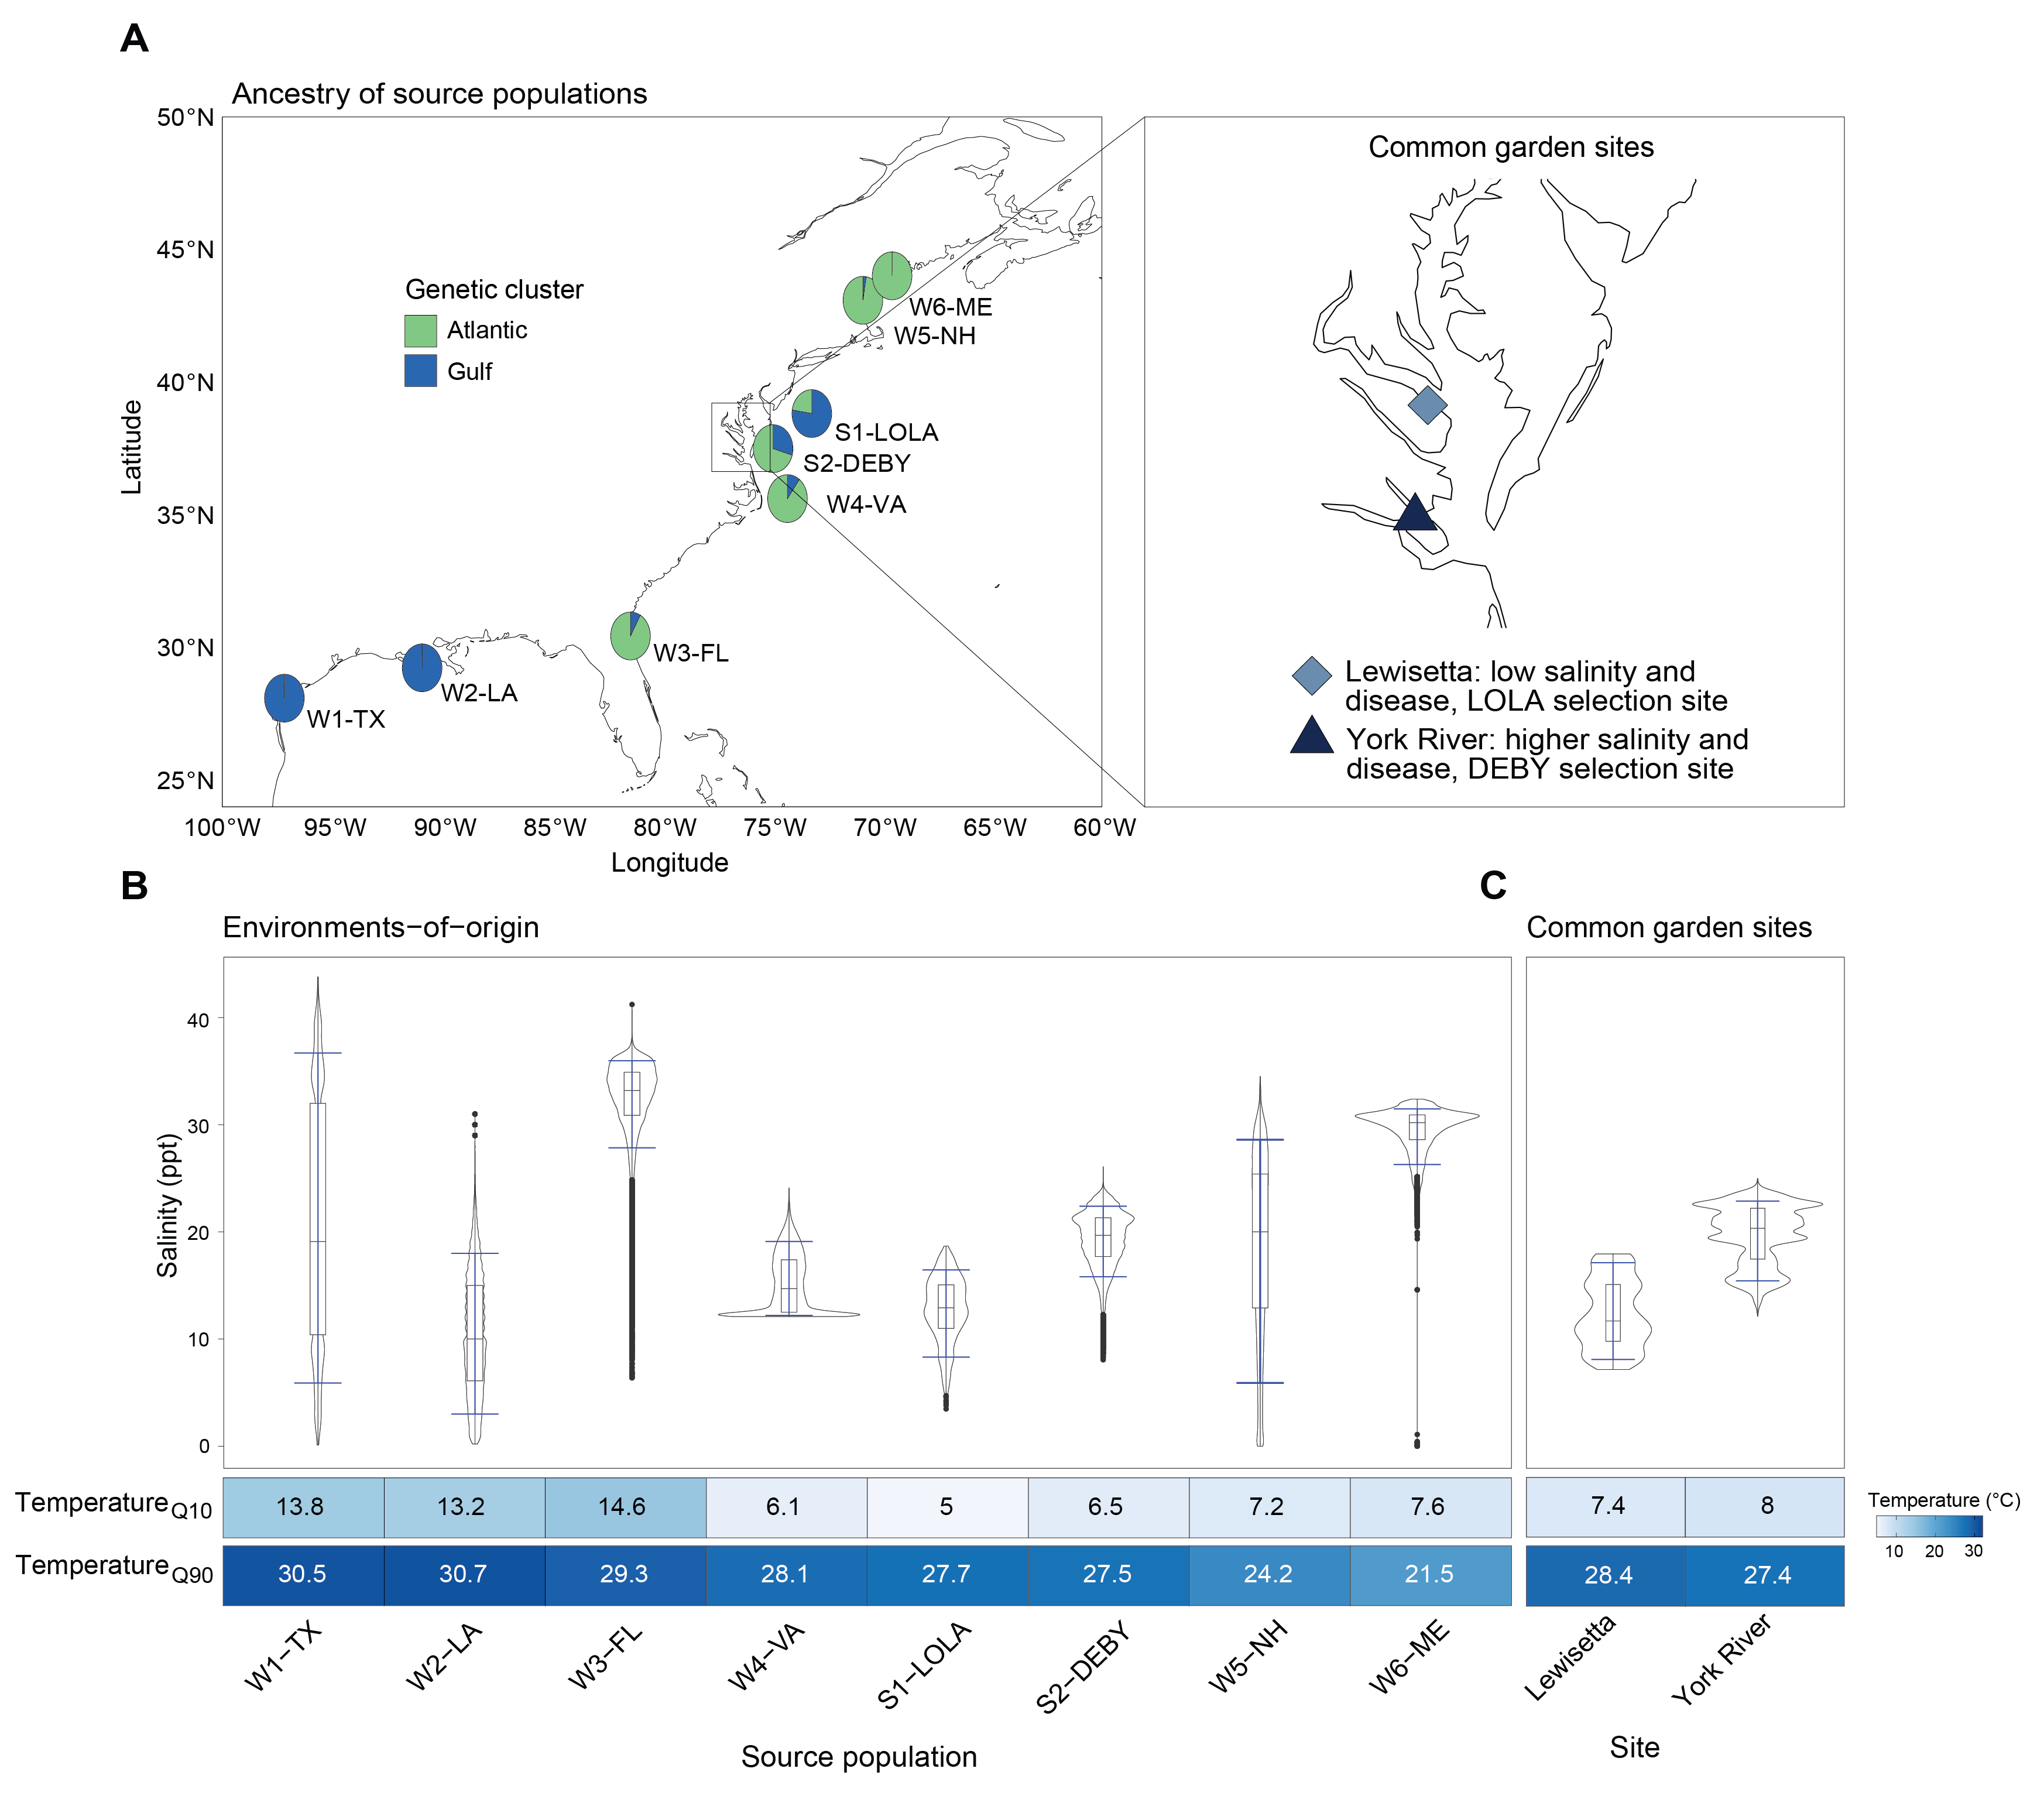 A
Ancestry of source populations
50°N
45°N
40°N
35°N
30°N
25°N
Latitude
100°W 95°W 90°W 85°W 80°W 75°W 70°W 65°W 60°W
Longitude
Genetic cluster
Atlantic
Gulf
W6-ME
W5-NH
S1-LOLA
S2-DEBY
W4-VA
W3-FL
W2-LA
W1-TX
Common garden sites
Lewisetta: low salinity and
disease, LOLA selection site
York River: higher salinity and
disease, DEBY selection site
B
Environments−of−origin
Salinity (ppt)
40
30
20
10
0
C
Common garden sites
Temperature Q10 13.8 13.2 14.6 6.1 5 6.5 7.2 7.6 7.4 8
Temperature Q90 30.5 30.7 29.3 28.1 27.7 27.5 24.2 21.5 28.4 27.4
Temperature (°C)
10 20 30
W1−TX W2−LA W3−FL W4−VA S1−LOLA S2−DEBY W5−NH W6−ME Lewisetta York River
Source population
Site